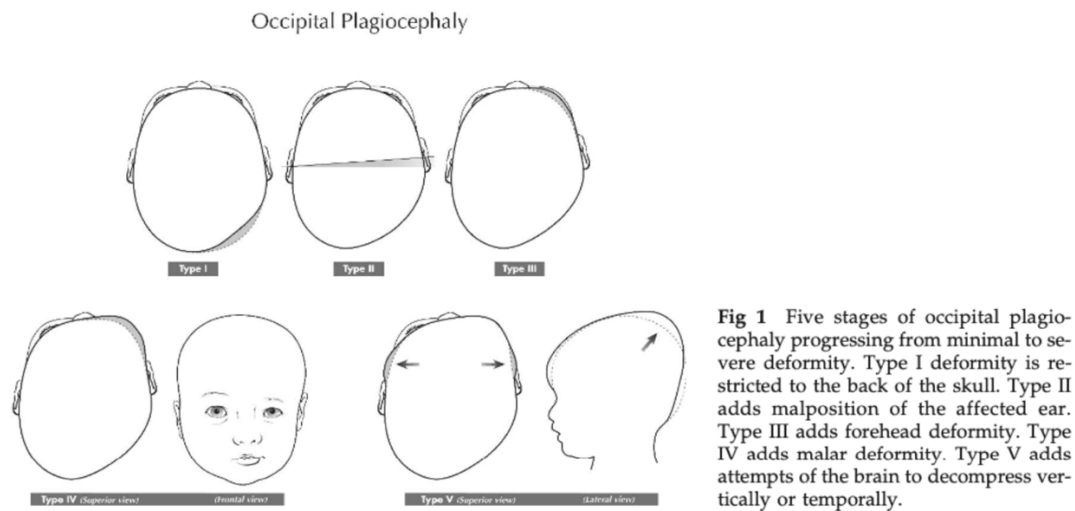 Occipital Plagiocephaly
Type I
Type II
Type III
Type IV (Superior view)
(Frontal view)
Type V (Superior view)
(Lateral view)
Fig 1 Five stages of occipital plagio-
cephaly progressing from minimal to se-
vere deformity. Type I deformity is re-
stricted to the back of the skull. Type II
adds malposition of the affected ear.
Type III adds forehead deformity. Type
IV adds malar deformity. Type V adds
attempts of the brain to decompress ver-
tically or temporally.